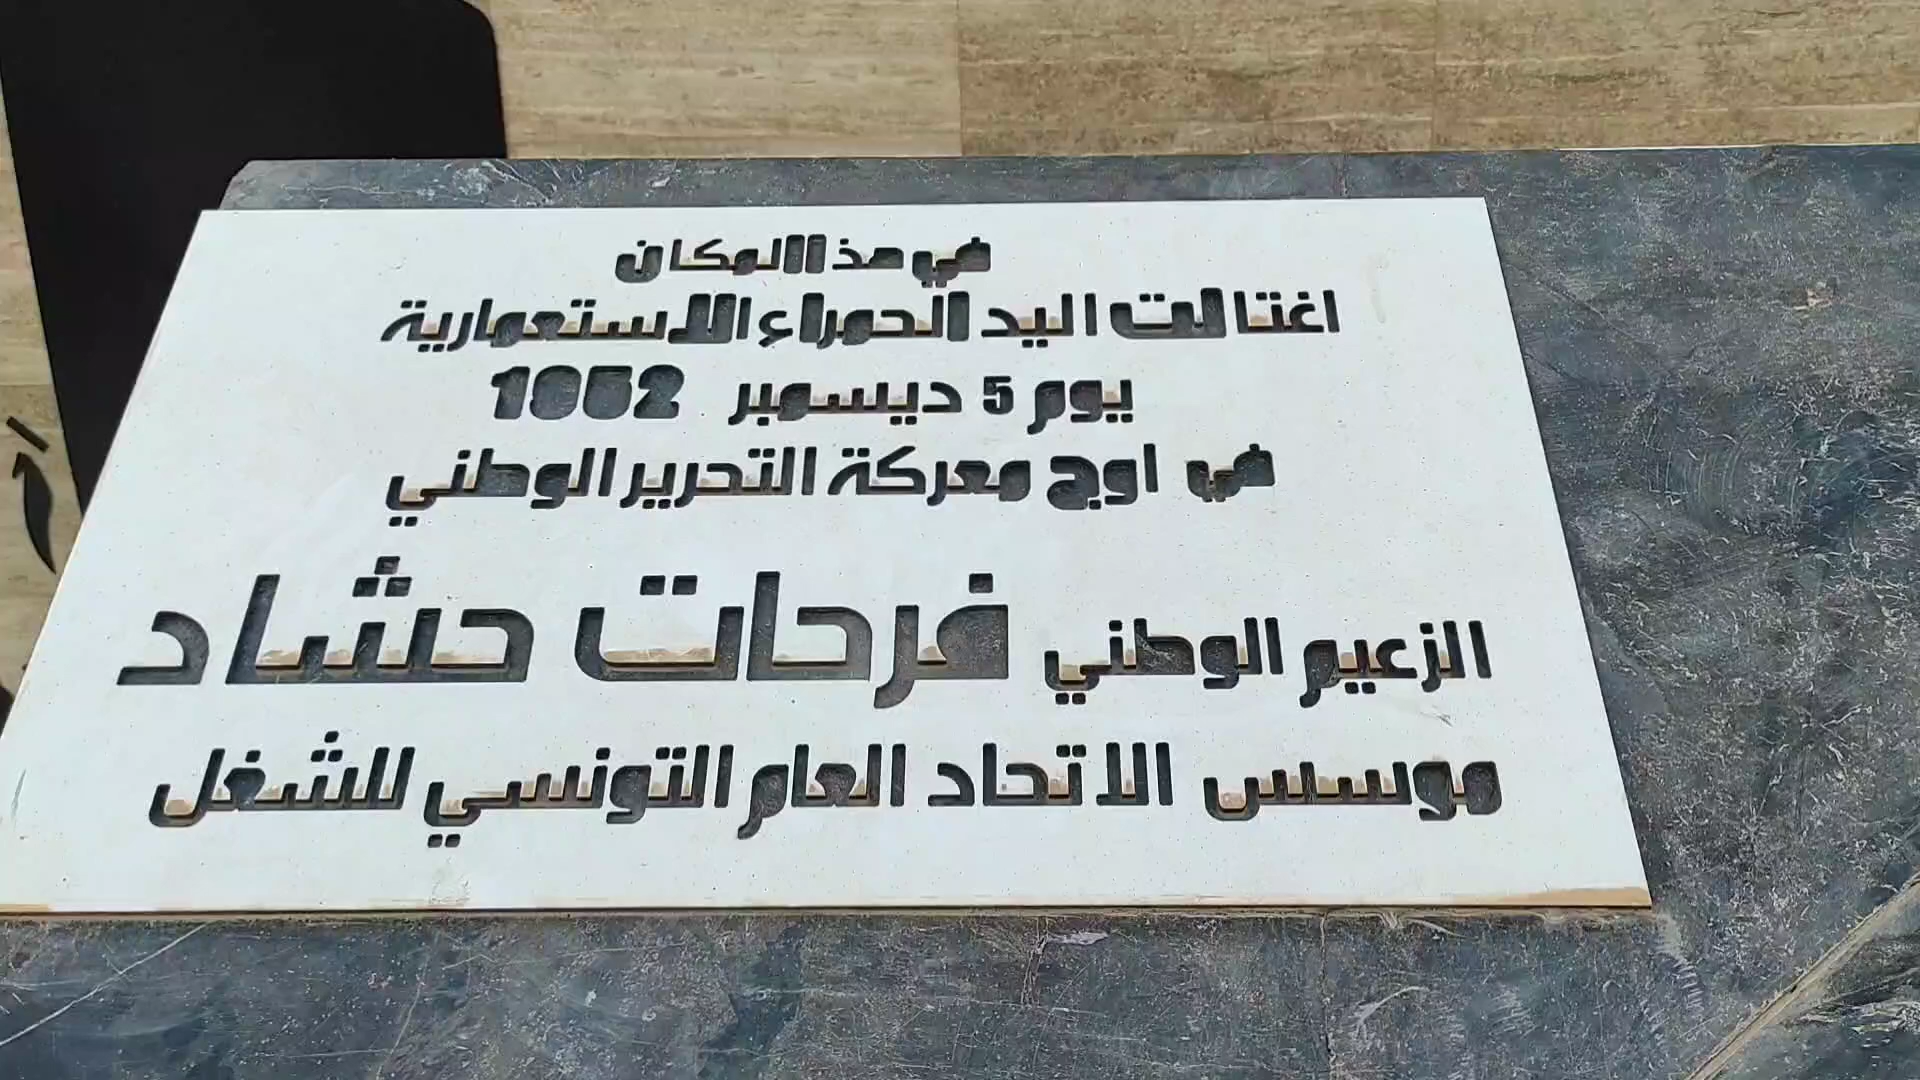 في هذا المكان
اغتالت اليد الحمراء الاستعمارية
يوم 5 ديسمبر 1952
في اوج معركة التحرير الوطني
الزعيم الوطني فرحات حشاد
موسس الاتحاد العام التونسي للشغل